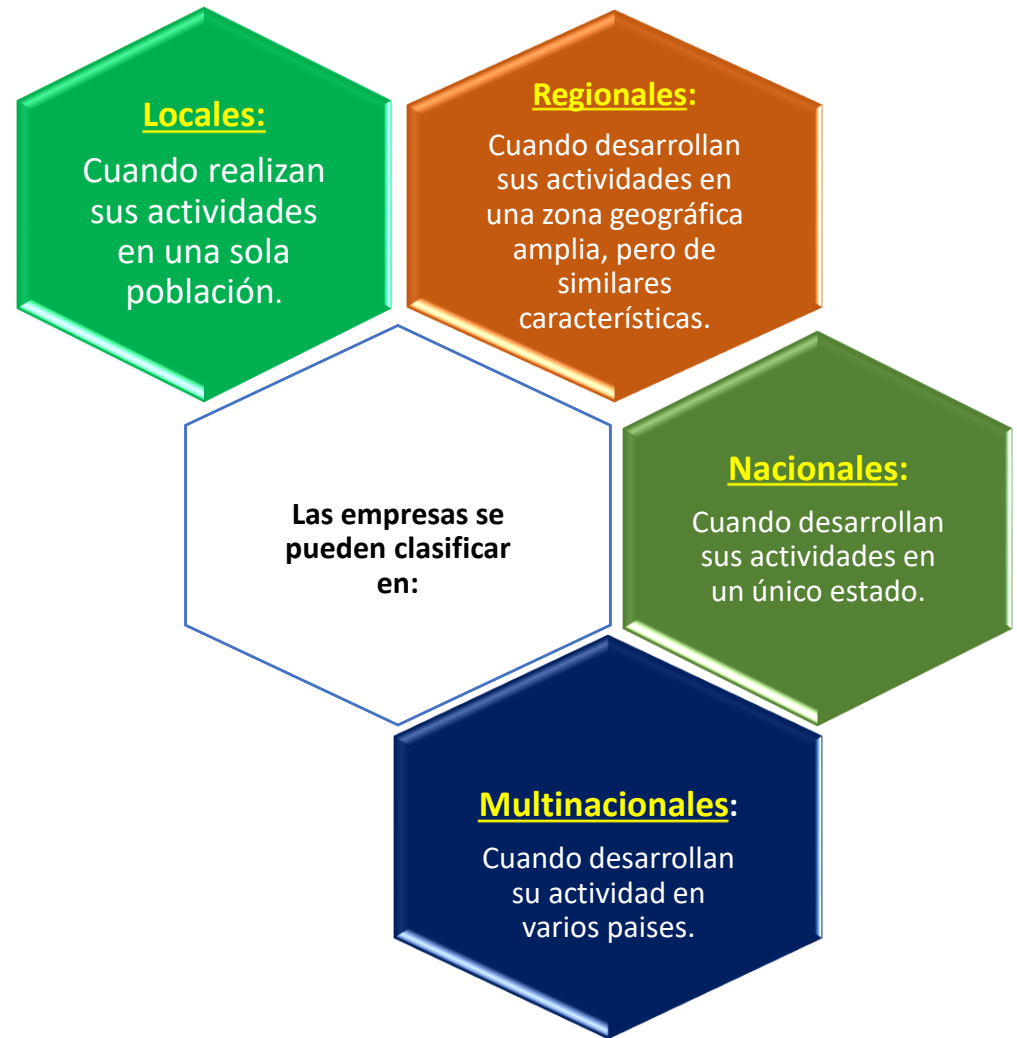 Locales:
Cuando realizan
sus actividades
en una sola
población.
Regionales:
Cuando desarrollan
sus actividades en
una zona geográfica
amplia, pero de
similares
características.
Las empresas se
pueden clasificar
en:
Nacionales:
Cuando desarrollan
sus actividades en
un único estado.
Multinacionales:
Cuando desarrollan
su actividad en
varios paises.